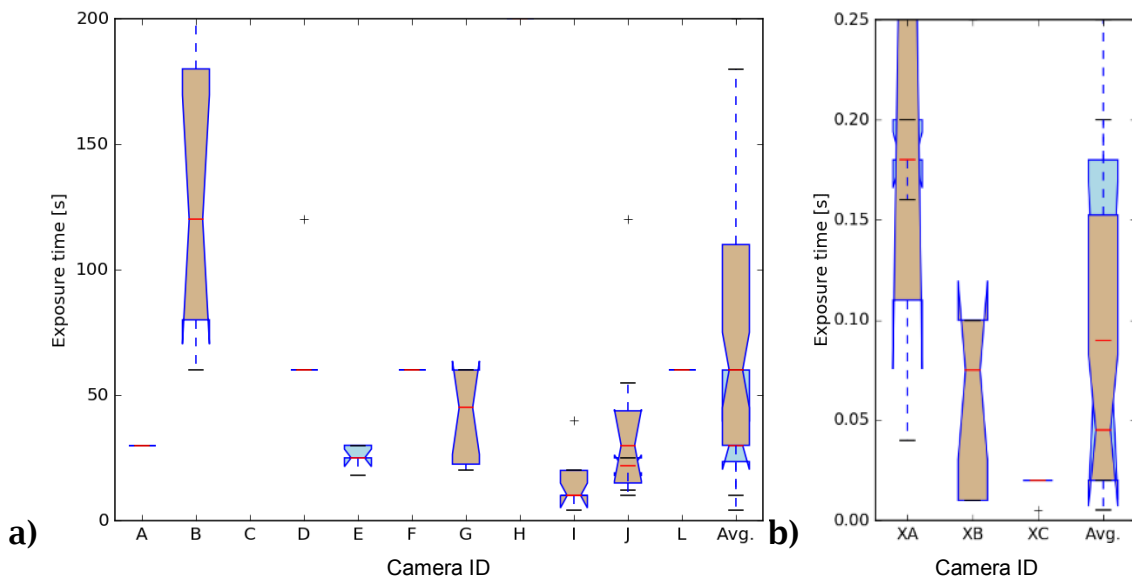 200
150
100
50
0
Exposure time [s]
A B C D E F G H I J L Avg.
Camera ID
a)
0.25
0.20
0.15
0.10
0.05
0.00
Exposure time [s]
XA XB XC Avg.
Camera ID
b)